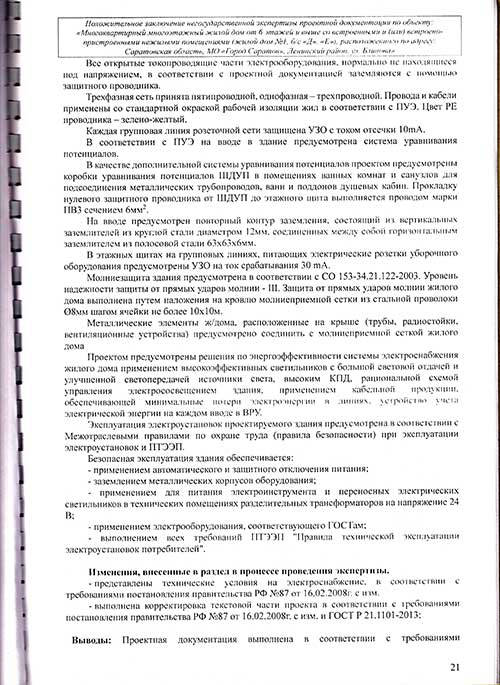 Положительное заключение негосударственной экспертизы проектной документации по объекту:
«Многоквартирный многоэтажный жилой дом от 6 этажей и выше со встроенными и (или) встроено-
пристроенными нежилыми помещениями (жилой дом №1, б/с «Д», «Е»), расположенного по адресу:
Саратовская область, МО «Город Саратов», Ленинский район, ул. Блинова»
Все открытые токопроводящие части электрооборудования, нормально не находящиеся
под напряжением, в соответствии с проектной документацией заземляются с помощью
защитного проводника.
Трехфазная сеть принята пятипроводной, однофазная – трехпроводной. Провода и кабели
применены со стандартной окраской рабочей изоляции жил в соответствии с ПУЭ. Цвет РЕ
проводника – зелено-желтый.
Каждая групповая линия розеточной сети защищена УЗО с током отсечки 10mA.
В соответствии с ПУЭ на вводе в здание предусмотрена система уравнивания
потенциалов.
В качестве дополнительной системы уравнивания потенциалов проектом предусмотрены
коробки уравнивания потенциалов ШДУП в помещениях ванных комнат и санузлов для
подсоединения металлических трубопроводов, ванн и поддонов душевых кабин. Прокладку
нулевого защитного проводника от ШДУП до этажного щита выполняется проводом марки
ПВ3 сечением 6мм².
На вводе предусмотрен повторный контур заземления, состоящий из вертикальных
заземлителей из круглой стали диаметром 12мм, соединенных между собой горизонтальным
заземлителем из полосовой стали 63х63х6мм.
В этажных щитах на групповых линиях, питающих электрические розетки уборочного
оборудования предусмотрены УЗО на ток срабатывания 30 mA.
Молниезащита здания предусмотрена в соответствии с СО 153-34.21.122-2003. Уровень
надежности защиты от прямых ударов молнии - III. Защита от прямых ударов молнии жилого
дома выполнена путем наложения на кровлю молниеприемной сетки из стальной проволоки
Ø8мм шагом ячейки не более 10х10м.
Металлические элементы ж/дома, расположенные на крыше (трубы, радиостойки,
вентиляционные устройства) предусмотрено соединить с молниеприемной сеткой жилого
дома
Проектом предусмотрены решения по энергоэффективности системы электроснабжения
жилого дома применением высокоэффективных светильников с большой световой отдачей и
улучшенной светопередачей источники света, высоким КПД, рациональной схемой
управления электроосвещением здания, применением кабельной продукции,
обеспечивающей минимальные потери электроэнергии в линиях, устройство учета
электрической энергии на каждом вводе в ВРУ.
Эксплуатация электроустановок проектируемого здания предусмотрена в соответствии с
Межотраслевыми правилами по охране труда (правила безопасности) при эксплуатации
электроустановок и ПТЭЭП.
Безопасная эксплуатация здания обеспечивается:
- применением автоматического и защитного отключения питания;
- заземлением металлических корпусов оборудования;
- применением для питания электроинструмента и переносных электрических
светильников в технических помещениях разделительных трансформаторов на напряжение 24
В;
- применением электрооборудования, соответствующего ГОСТам;
- выполнением всех требований ПТЭЭП "Правила технической эксплуатации
электроустановок потребителей".
Изменения, внесенные в раздел в процессе проведения экспертизы.
- представлены технические условия на электроснабжение, в соответствии с
требованиями постановления правительства РФ №87 от 16.02.2008г. с изм.
- выполнена корректировка текстовой части проекта в соответствии с требованиями
постановления правительства РФ №87 от 16.02.2008г. с изм. и ГОСТ Р 21.1101-2013;
Выводы: Проектная документация выполнена в соответствии с требованиями
21